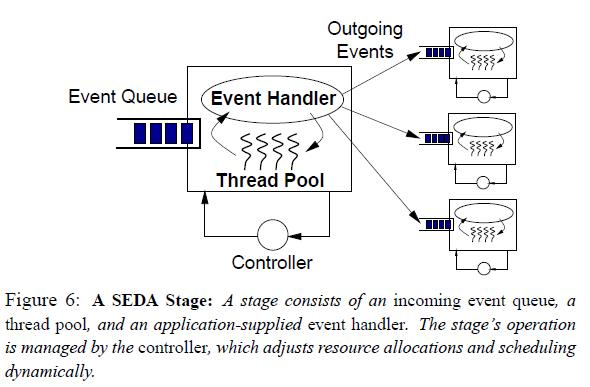 Outgoing
Events
Event Queue
Event Handler
Thread Pool
Controller
Figure 6: A SEDA Stage: A stage consists of an incoming event queue, a
thread pool, and an application-supplied event handler. The stage's operation
is managed by the controller, which adjusts resource allocations and scheduling
dynamically.